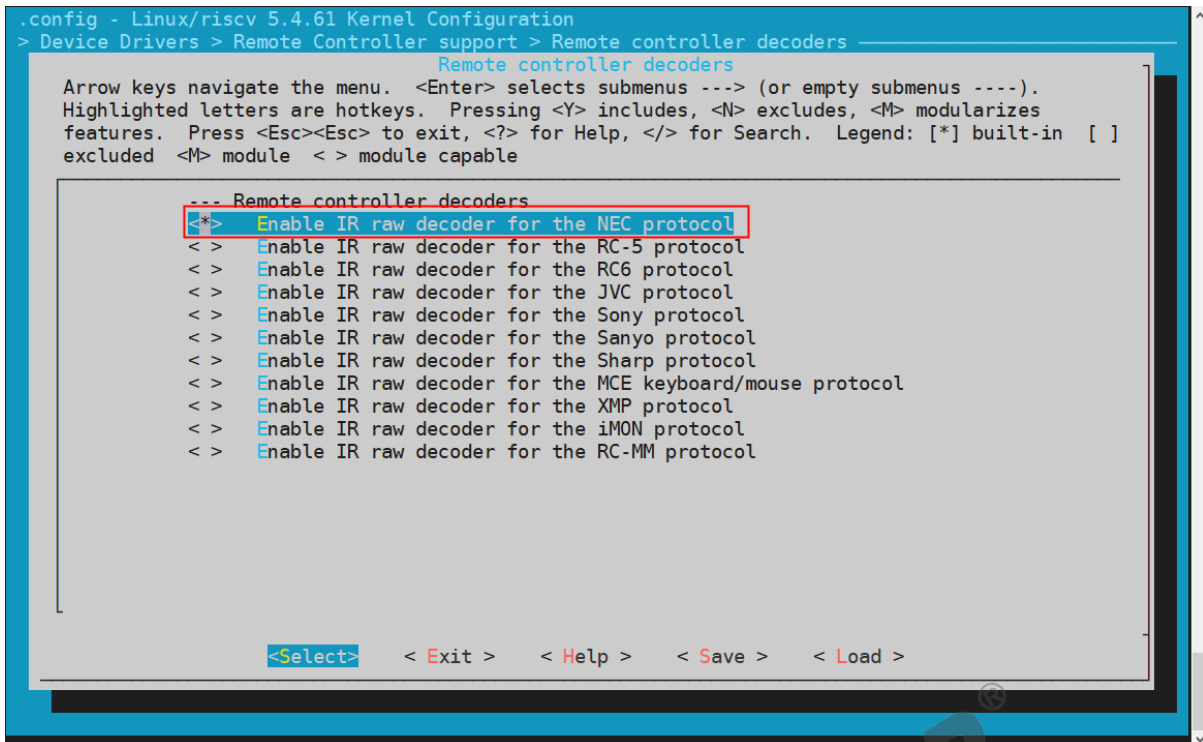 .config - Linux/riscv 5.4.61 Kernel Configuration
> Device Drivers > Remote Controller support > Remote controller decoders
Remote controller decoders
Arrow keys navigate the menu.  <Enter> selects submenus ---> (or empty submenus ----).
Highlighted letters are hotkeys.  Pressing <Y> includes, <N> excludes, <M> modularizes
features.  Press <Esc><Esc> to exit, <?> for Help, </> for Search.  Legend: [*] built-in  [ ]
excluded  <M> module  < > module capable
--- Remote controller decoders
<*>   Enable IR raw decoder for the NEC protocol
< >   Enable IR raw decoder for the RC-5 protocol
< >   Enable IR raw decoder for the RC6 protocol
< >   Enable IR raw decoder for the JVC protocol
< >   Enable IR raw decoder for the Sony protocol
< >   Enable IR raw decoder for the Sanyo protocol
< >   Enable IR raw decoder for the Sharp protocol
< >   Enable IR raw decoder for the MCE keyboard/mouse protocol
< >   Enable IR raw decoder for the XMP protocol
< >   Enable IR raw decoder for the iMON protocol
< >   Enable IR raw decoder for the RC-MM protocol
<Select>    < Exit >    < Help >    < Save >    < Load >
®